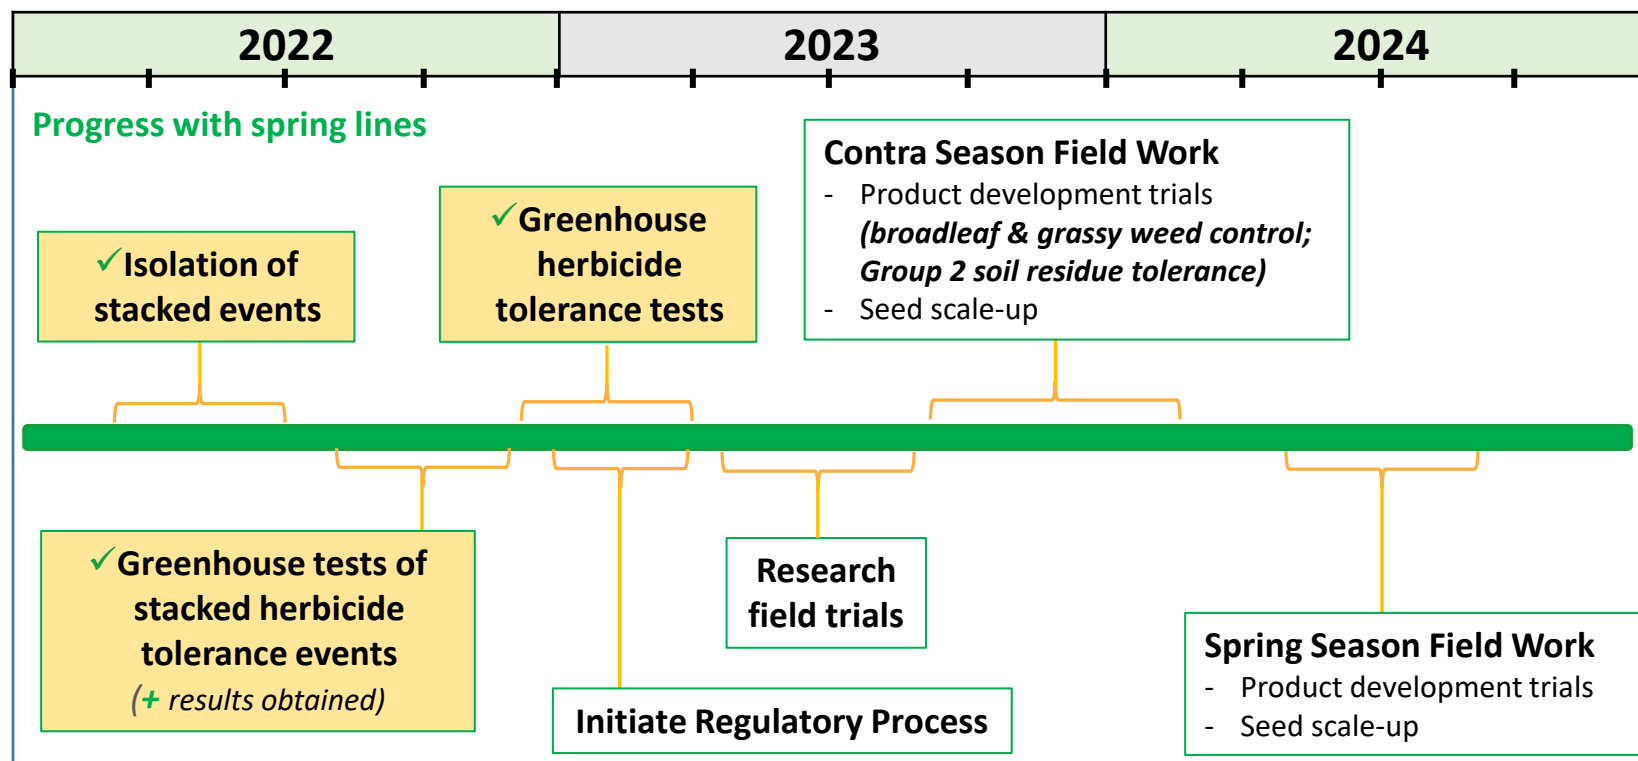 2022
2023
2024
Progress with spring lines
✓Isolation of
stacked events
✓Greenhouse
herbicide
tolerance tests
Contra Season Field Work
- Product development trials
(broadleaf & grassy weed control;
Group 2 soil residue tolerance)
- Seed scale-up
✓Greenhouse tests of
stacked herbicide
tolerance events
(+ results obtained)
Initiate Regulatory Process
Research
field trials
Spring Season Field Work
- Product development trials
- Seed scale-up